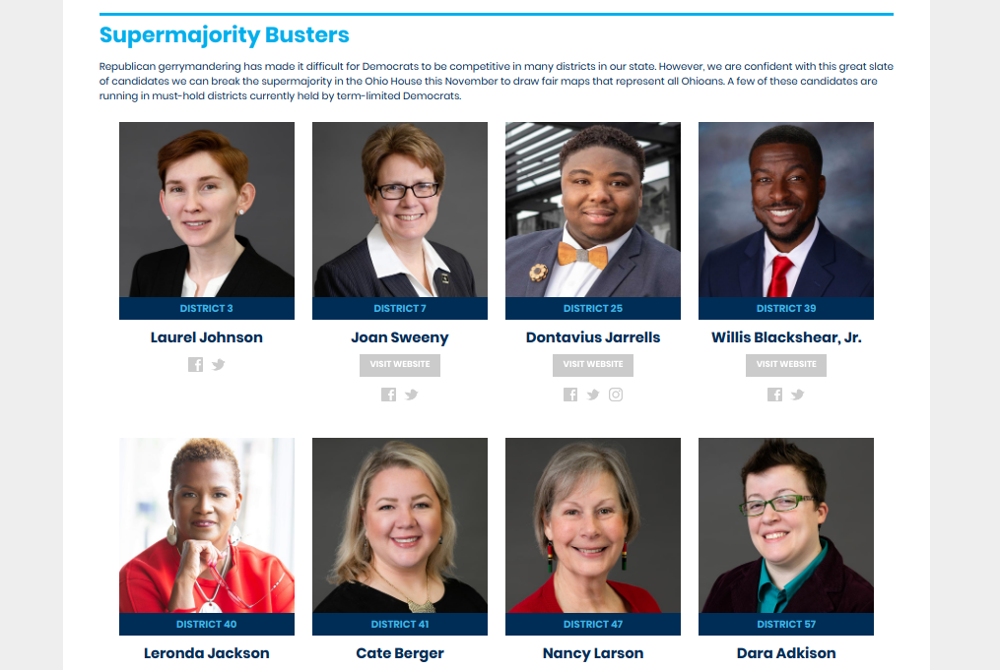 Supermajority Busters
Republican gerrymandering has made it difficult for Democrats to be competitive in many districts in our state. However, we are confident with this great slate
of candidates we can break the supermajority in the Ohio House this November to draw fair maps that represent all Ohioans. A few of these candidates are
running in must-hold districts currently held by term-limited Democrats.
DISTRICT 3
Laurel Johnson
DISTRICT 7
Joan Sweeny
VISIT WEBSITE
DISTRICT 25
Dontavius Jarrells
VISIT WEBSITE
DISTRICT 39
Willis Blackshear, Jr.
VISIT WEBSITE
DISTRICT 40
Leronda Jackson
DISTRICT 41
Cate Berger
DISTRICT 47
Nancy Larson
DISTRICT 57
Dara Adkison